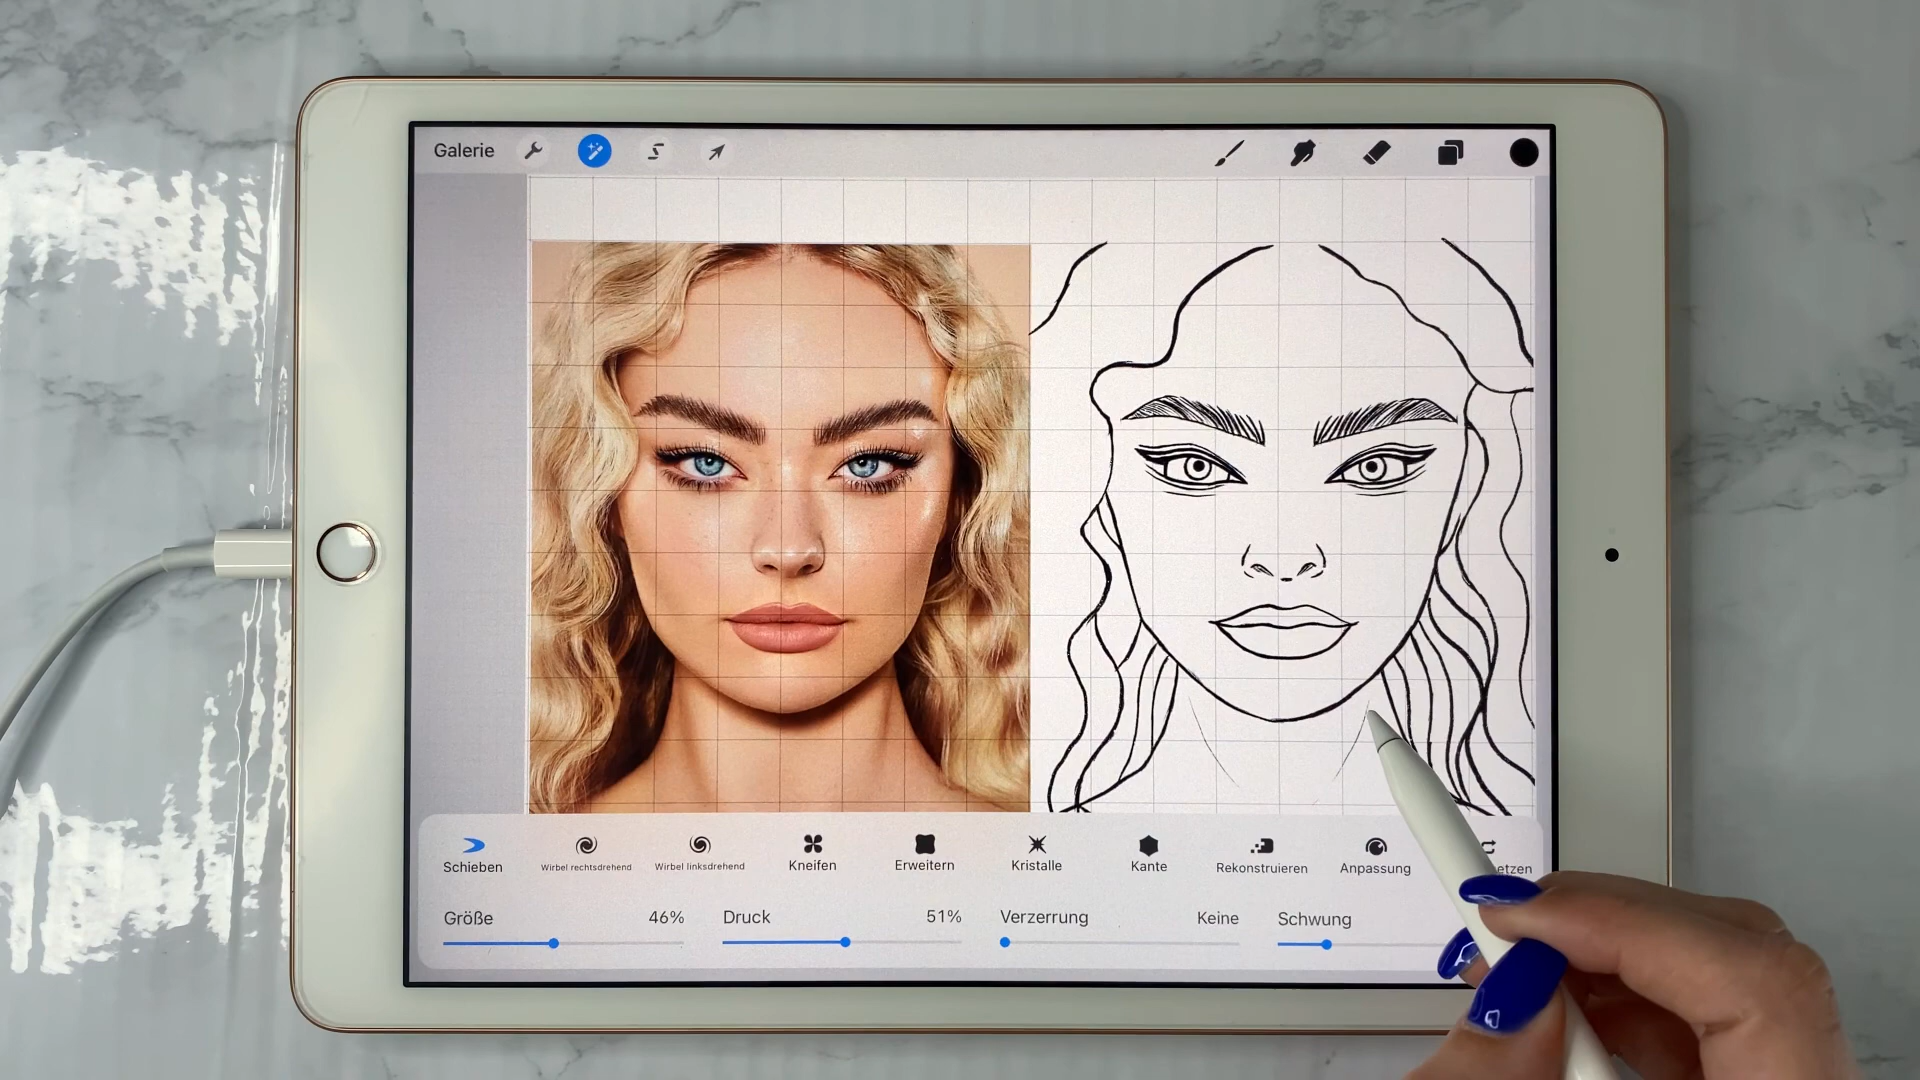 Galerie
Schieben
Wirbel rechtsdrehend
Wirbel linksdrehend
Kneifen
Erweitern
Kristalle
Kante
Rekonstruieren
Anpassung
etzen
Größe 46%
Druck 51%
Verzerrung Keine
Schwung